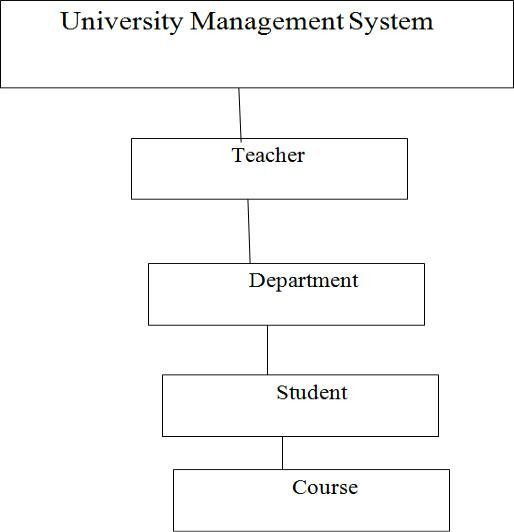 University Management System
Teacher
Department
Student
Course